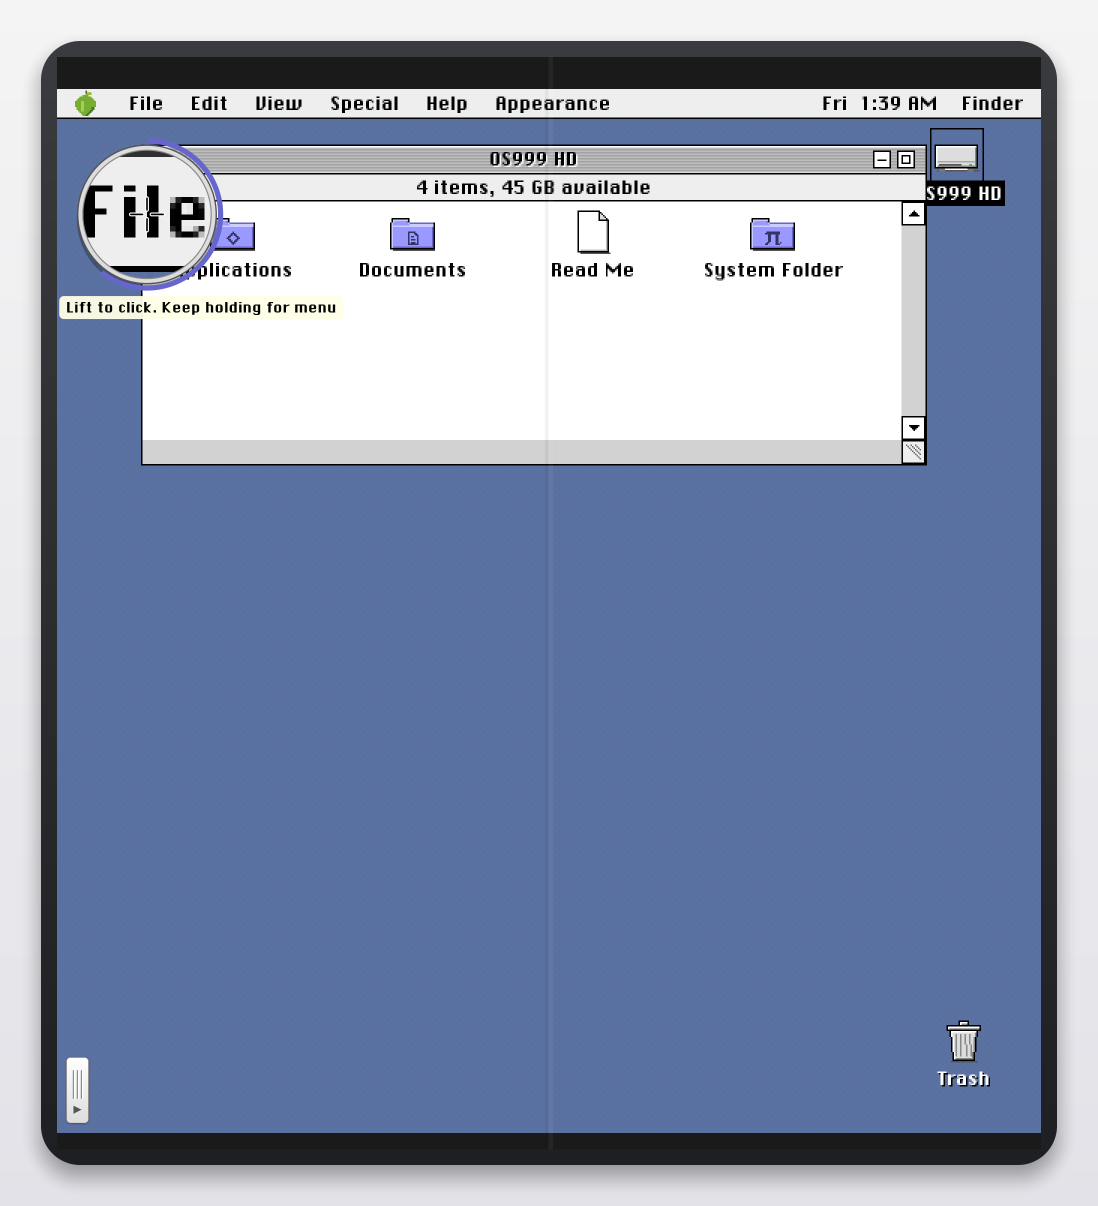 File Edit View Special Help Appearance Fri 1:39 AM Finder
OS999 HD
4 items, 45 GB available
File
S999 HD
plications Documents Read Me System Folder
Lift to click. Keep holding for menu
Trash